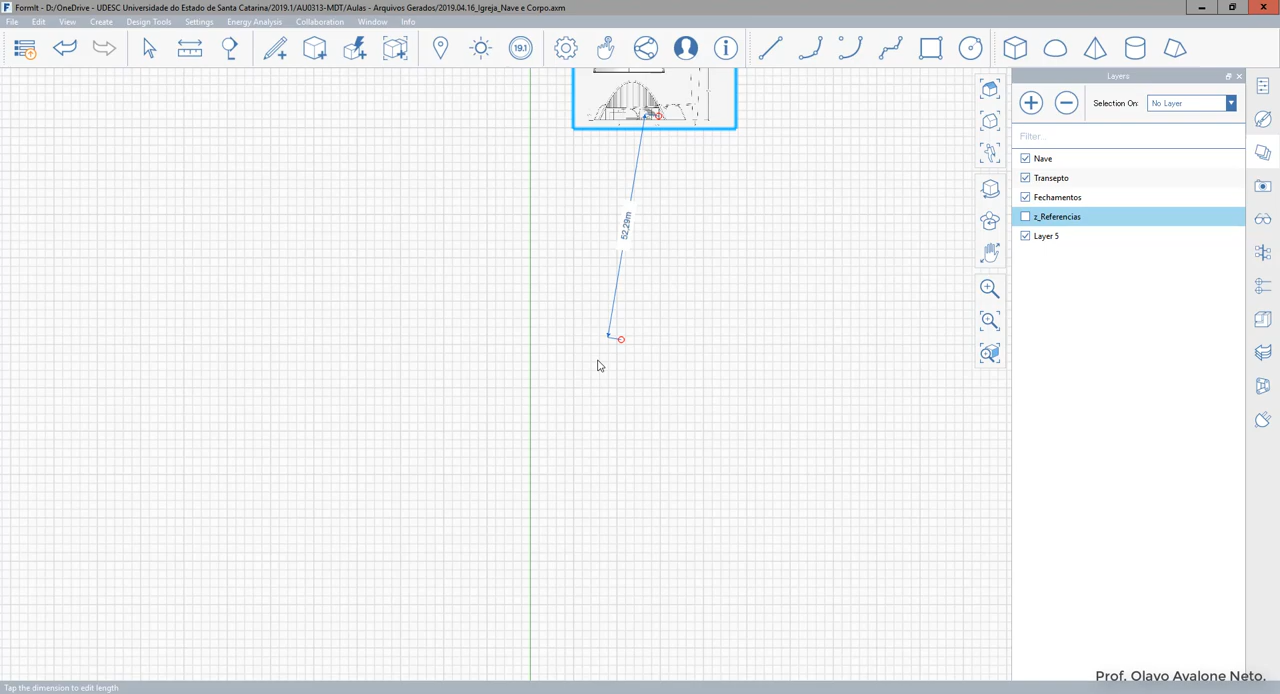 FormIt - D:/OneDrive - UDESC Universidade do Estado de Santa Catarina/2019.1/AU0313-MDT/Aulas - Arquivos Gerados/2019.04.16_Igreja_Nave e Corpo.axm
File Edit View Create Design Tools Settings Energy Analysis Collaboration Window Info
19.1
Layers
Selection On: No Layer
Filter...
Nave
Transepto
Fechamentos
z_Referencias
Layer 5
52,29m
Prof. Olavo Avalone Neto.
Tap the dimension to edit length